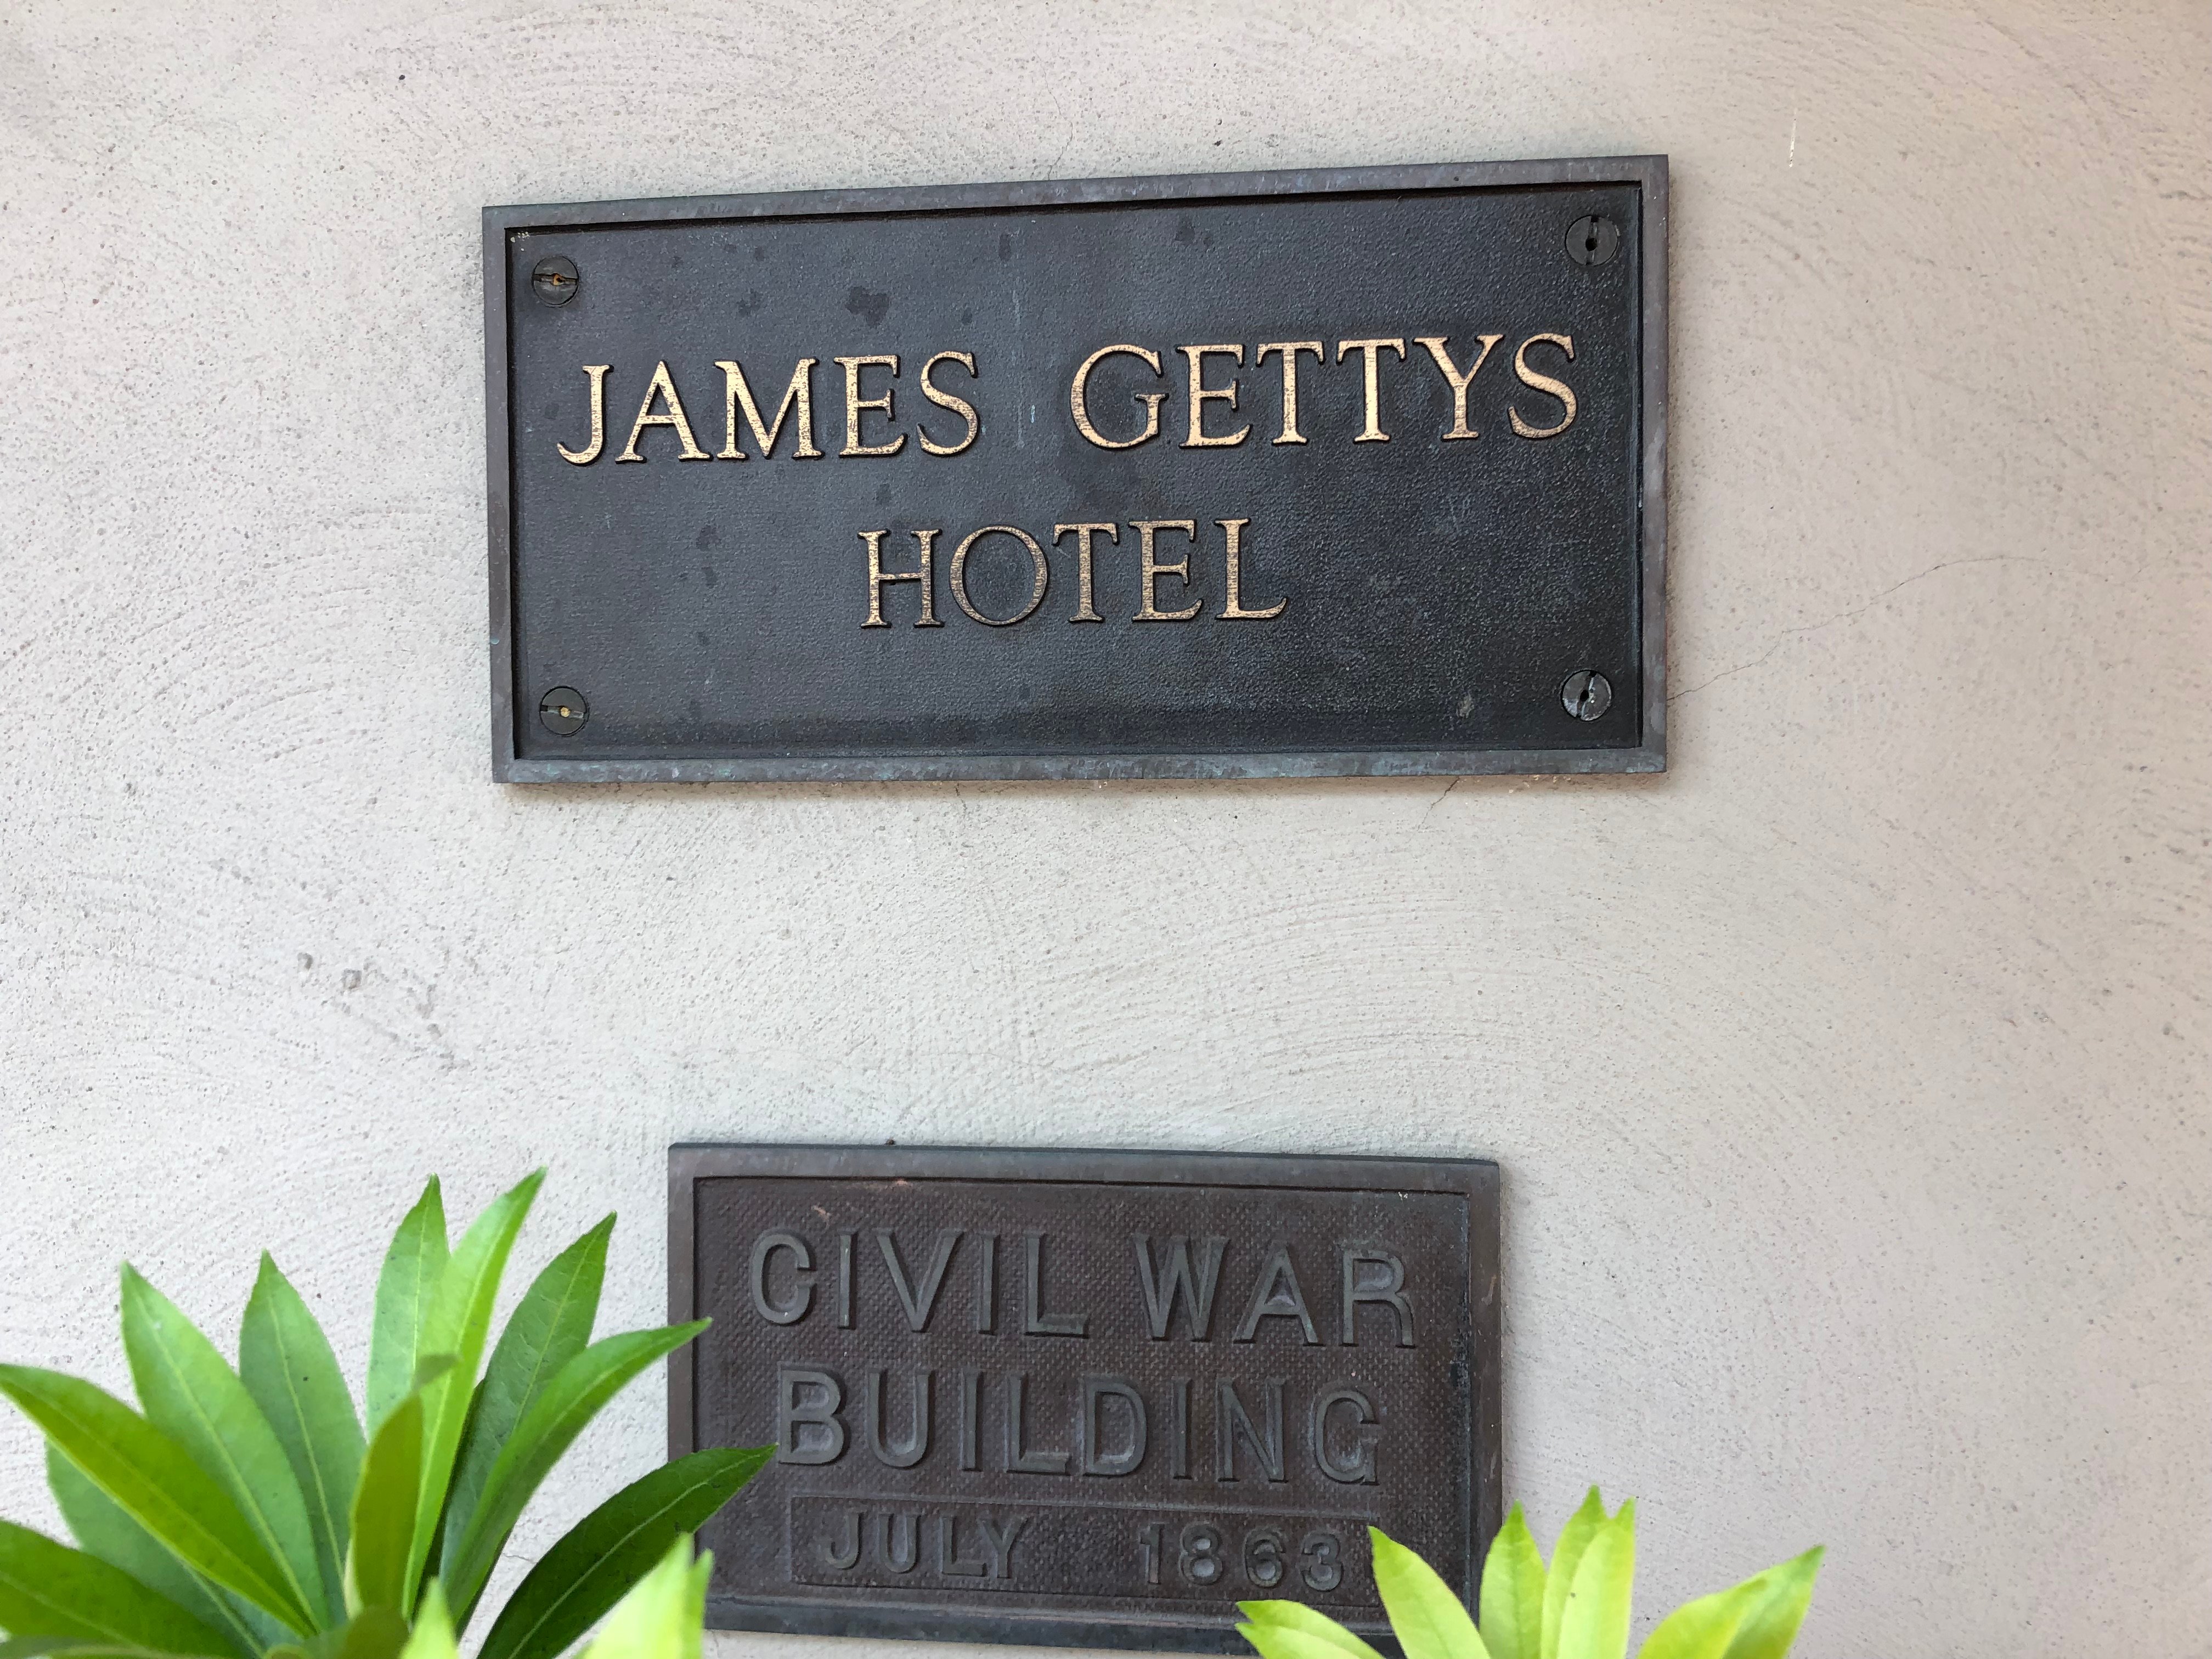 JAMES GETTYS
HOTEL
CIVIL WAR
BUILDING
JULY 1863